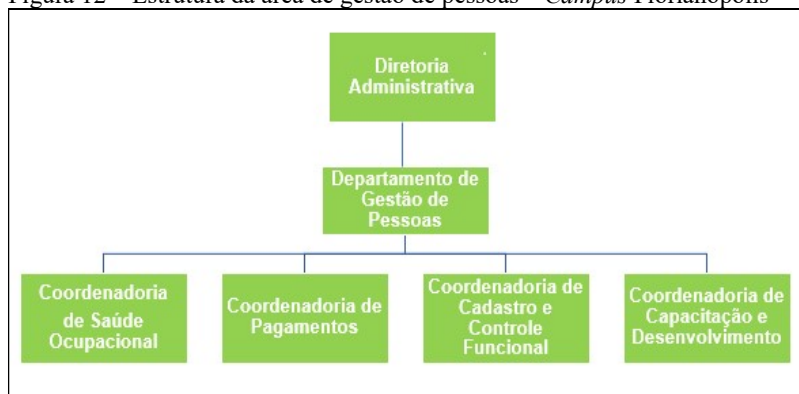 Figura 12 – Estrutura da área de gestão de pessoas – Campus Florianópolis
Diretoria
Administrativa
Departamento de
Gestão de
Pessoas
Coordenadoria
de Saúde
Ocupacional
Coordenadoria de
Pagamentos
Coordenadoria de
Cadastro e
Controle
Funcional
Coordenadoria de
Capacitação e
Desenvolvimento